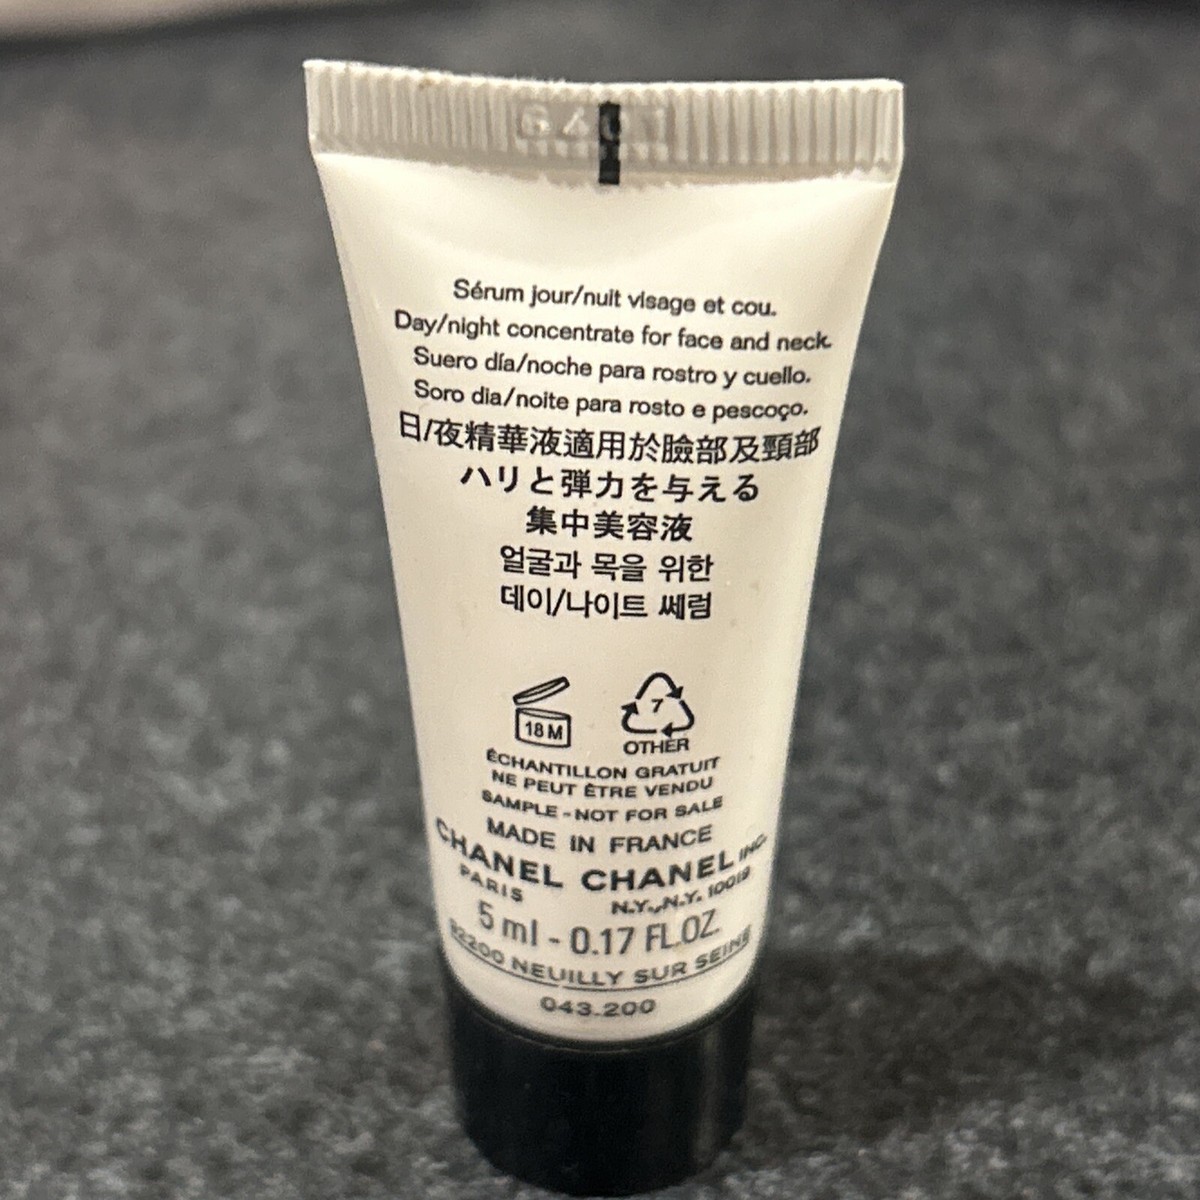 Sérum jour/nuit visage et cou.
Day/night concentrate for face and neck.
Suero día/noche para rostro y cuello.
Soro dia/noite para rosto e pescoço.
日/夜精華液適用於臉部及頸部
ハリと弾力を与える
集中美容液
얼굴과 목을 위한
데이/나이트 쎄럼
18M
7
OTHER
ÉCHANTILLON GRATUIT
NE PEUT ÊTRE VENDU
SAMPLE - NOT FOR SALE
MADE IN FRANCE
CHANEL CHANEL INC.
PARIS N.Y., N.Y. 10019
5 ml - 0.17 FL.OZ.
92200 NEUILLY SUR SEINE
043.200